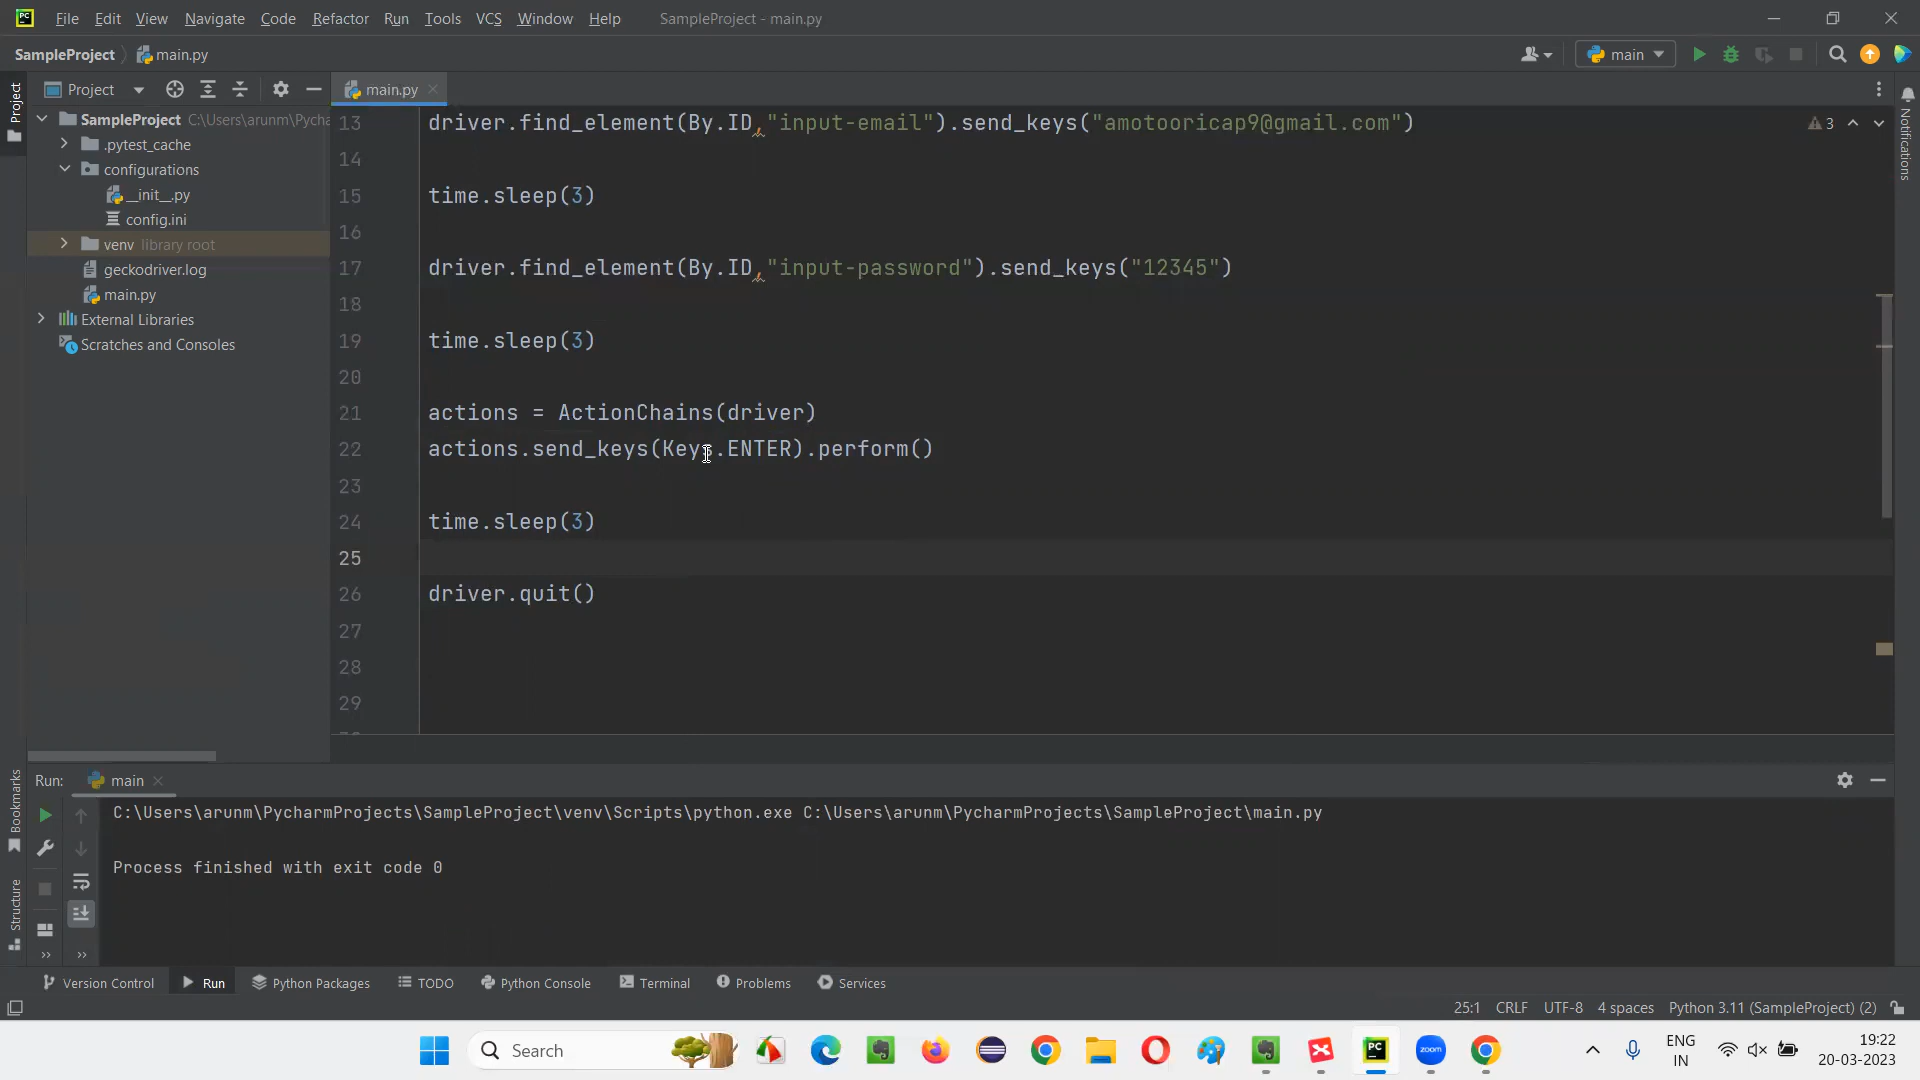 PC File Edit View Navigate Code Refactor Run Tools VCS Window Help SampleProject - main.py
SampleProject main.py main
Project main.py
Project
Notifications
SampleProject C:\Users\arunm\Pycha
.pytest_cache
configurations
__init__.py
config.ini
venv library root
geckodriver.log
main.py
External Libraries
Scratches and Consoles
3
13 driver.find_element(By.ID,"input-email").send_keys("amotooricap9@gmail.com")
14
15 time.sleep(3)
16
17 driver.find_element(By.ID,"input-password").send_keys("12345")
18
19 time.sleep(3)
20
21 actions = ActionChains(driver)
22 actions.send_keys(Keys.ENTER).perform()
23
24 time.sleep(3)
25
26 driver.quit()
27
28
29
Bookmarks
Structure
Run: main
C:\Users\arunm\PycharmProjects\SampleProject\venv\Scripts\python.exe C:\Users\arunm\PycharmProjects\SampleProject\main.py
Process finished with exit code 0
Version Control Run Python Packages TODO Python Console Terminal Problems Services
25:1 CRLF UTF-8 4 spaces Python 3.11 (SampleProject) (2)
Search PC zoom ENG 19:22
IN 20-03-2023